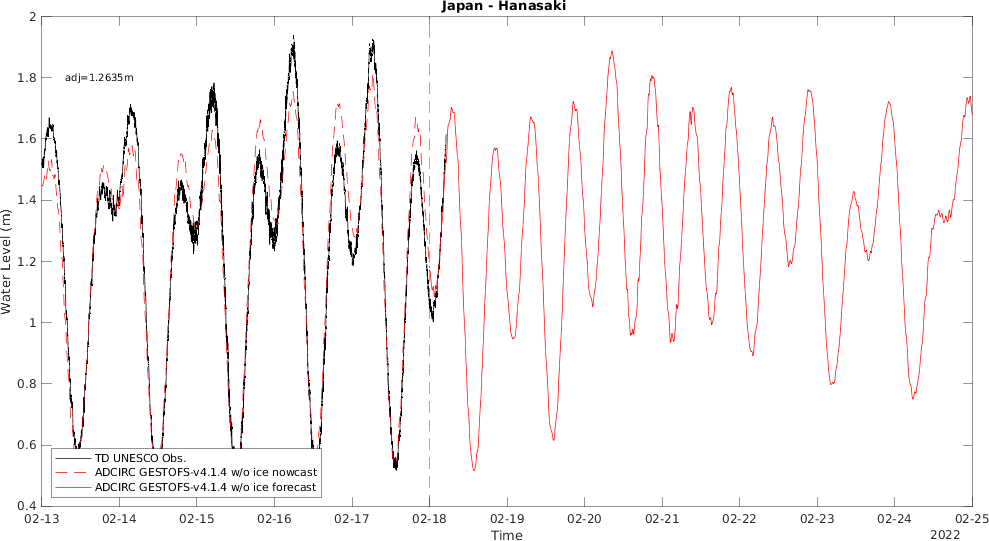 Japan - Hanasaki
2
1.8
1.6
1.4
1.2
1
0.8
0.6
0.4
Water Level (m)
adj=1.2635m
TD UNESCO Obs.
ADCIRC GESTOFS-v4.1.4 w/o ice nowcast
ADCIRC GESTOFS-v4.1.4 w/o ice forecast
02-13 02-14 02-15 02-16 02-17 02-18 02-19 02-20 02-21 02-22 02-23 02-24 02-25
Time
2022